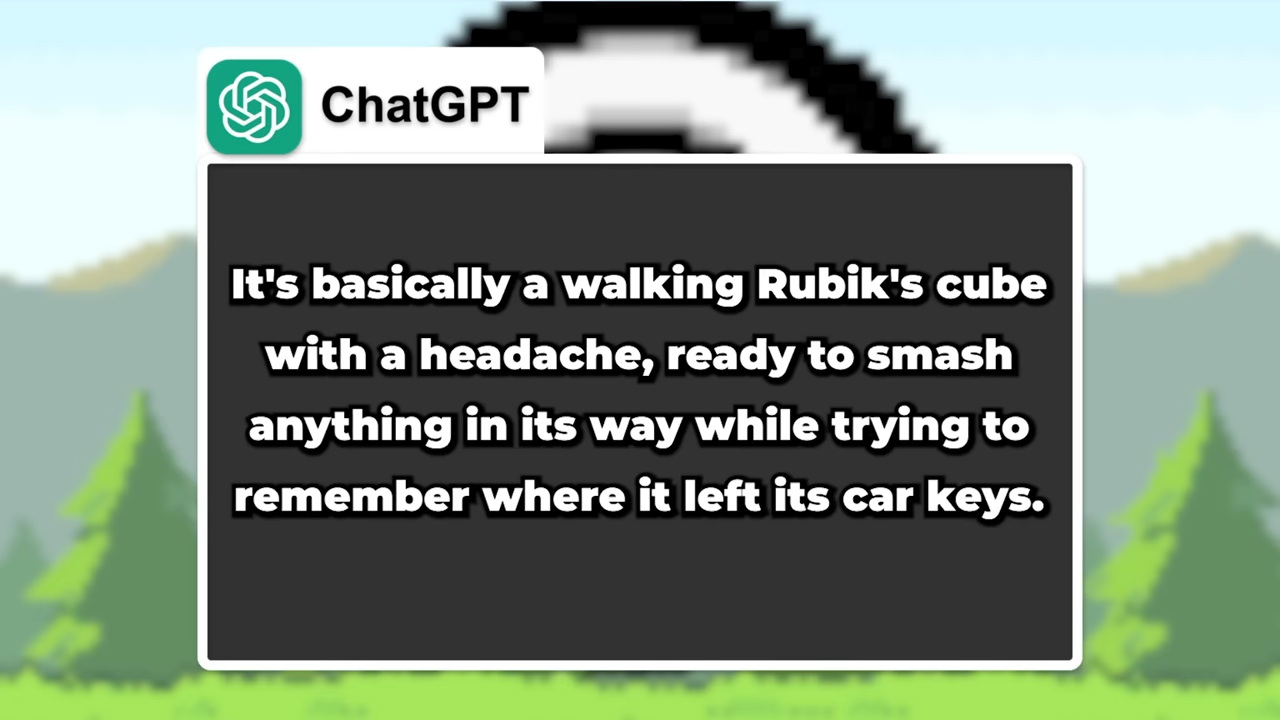 ChatGPT
It's basically a walking Rubik's cube
with a headache, ready to smash
anything in its way while trying to
remember where it left its car keys.